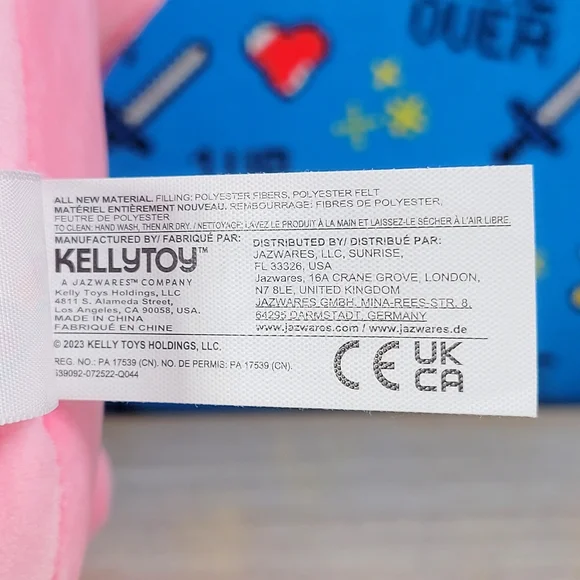 OVER
1UP
ALL NEW MATERIAL. FILLING: POLYESTER FIBERS, POLYESTER FELT
MATÉRIEL ENTIÈREMENT NOUVEAU. REMBOURRAGE: FIBRES DE POLYESTER,
FEUTRE DE POLYESTER
TO CLEAN: HAND WASH, THEN AIR DRY. / NETTOYAGE: LAVEZ LE PRODUIT À LA MAIN ET LAISSEZ-LE SÉCHER À L'AIR LIBRE.
MANUFACTURED BY/ FABRIQUÉ PAR:
KELLYTOY™
A JAZWARES™ COMPANY
Kelly Toys Holdings, LLC
4811 S. Alameda Street,
Los Angeles, CA 90058, USA.
MADE IN CHINA
FABRIQUÉ EN CHINE
DISTRIBUTED BY/ DISTRIBUÉ PAR:
JAZWARES, LLC, SUNRISE,
FL 33326, USA
Jazwares, 16A CRANE GROVE, LONDON,
N7 8LE, UNITED KINGDOM
JAZWARES GMBH, MINA-REES-STR. 8,
64295 DARMSTADT, GERMANY
www.jazwares.com / www.jazwares.de
© 2023 KELLY TOYS HOLDINGS, LLC.
REG. NO.: PA 17539 (CN). NO. DE PERMIS: PA 17539 (CN).
S39092-072522-Q044
CE UK
CA